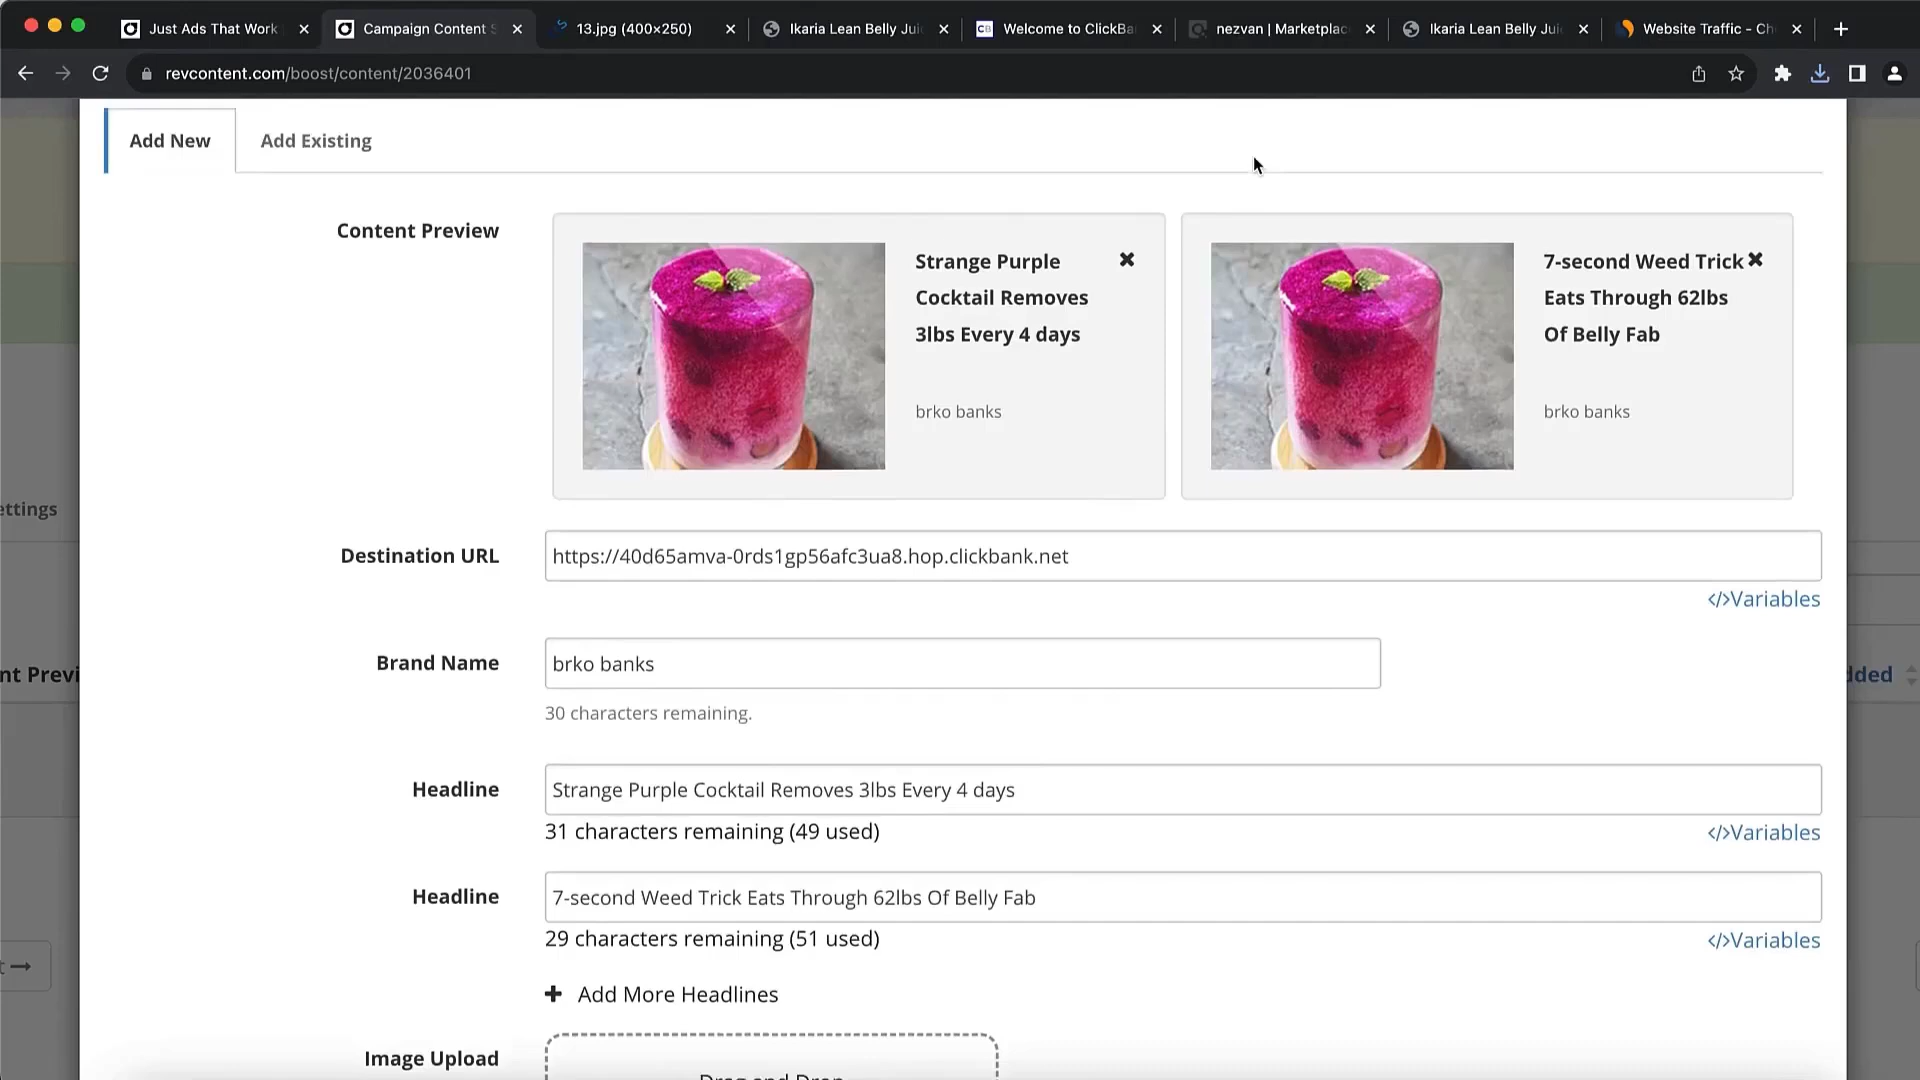 Just Ads That Work
Campaign Content S
13.jpg (400×250)
Ikaria Lean Belly Jui
Welcome to ClickBa
nezvan | Marketplac
Ikaria Lean Belly Jui
Website Traffic - Ch
revcontent.com/boost/content/2036401
Add New
Add Existing
Content Preview
Strange Purple
Cocktail Removes
3lbs Every 4 days
brko banks
7-second Weed Trick
Eats Through 62lbs
Of Belly Fab
brko banks
ettings
Destination URL
https://40d65amva-0rds1gp56afc3ua8.hop.clickbank.net
</>Variables
Brand Name
brko banks
nt Previ
dded
30 characters remaining.
Headline
Strange Purple Cocktail Removes 3lbs Every 4 days
31 characters remaining (49 used)
</>Variables
Headline
7-second Weed Trick Eats Through 62lbs Of Belly Fab
29 characters remaining (51 used)
</>Variables
t
+ Add More Headlines
Image Upload
Drag and Drop